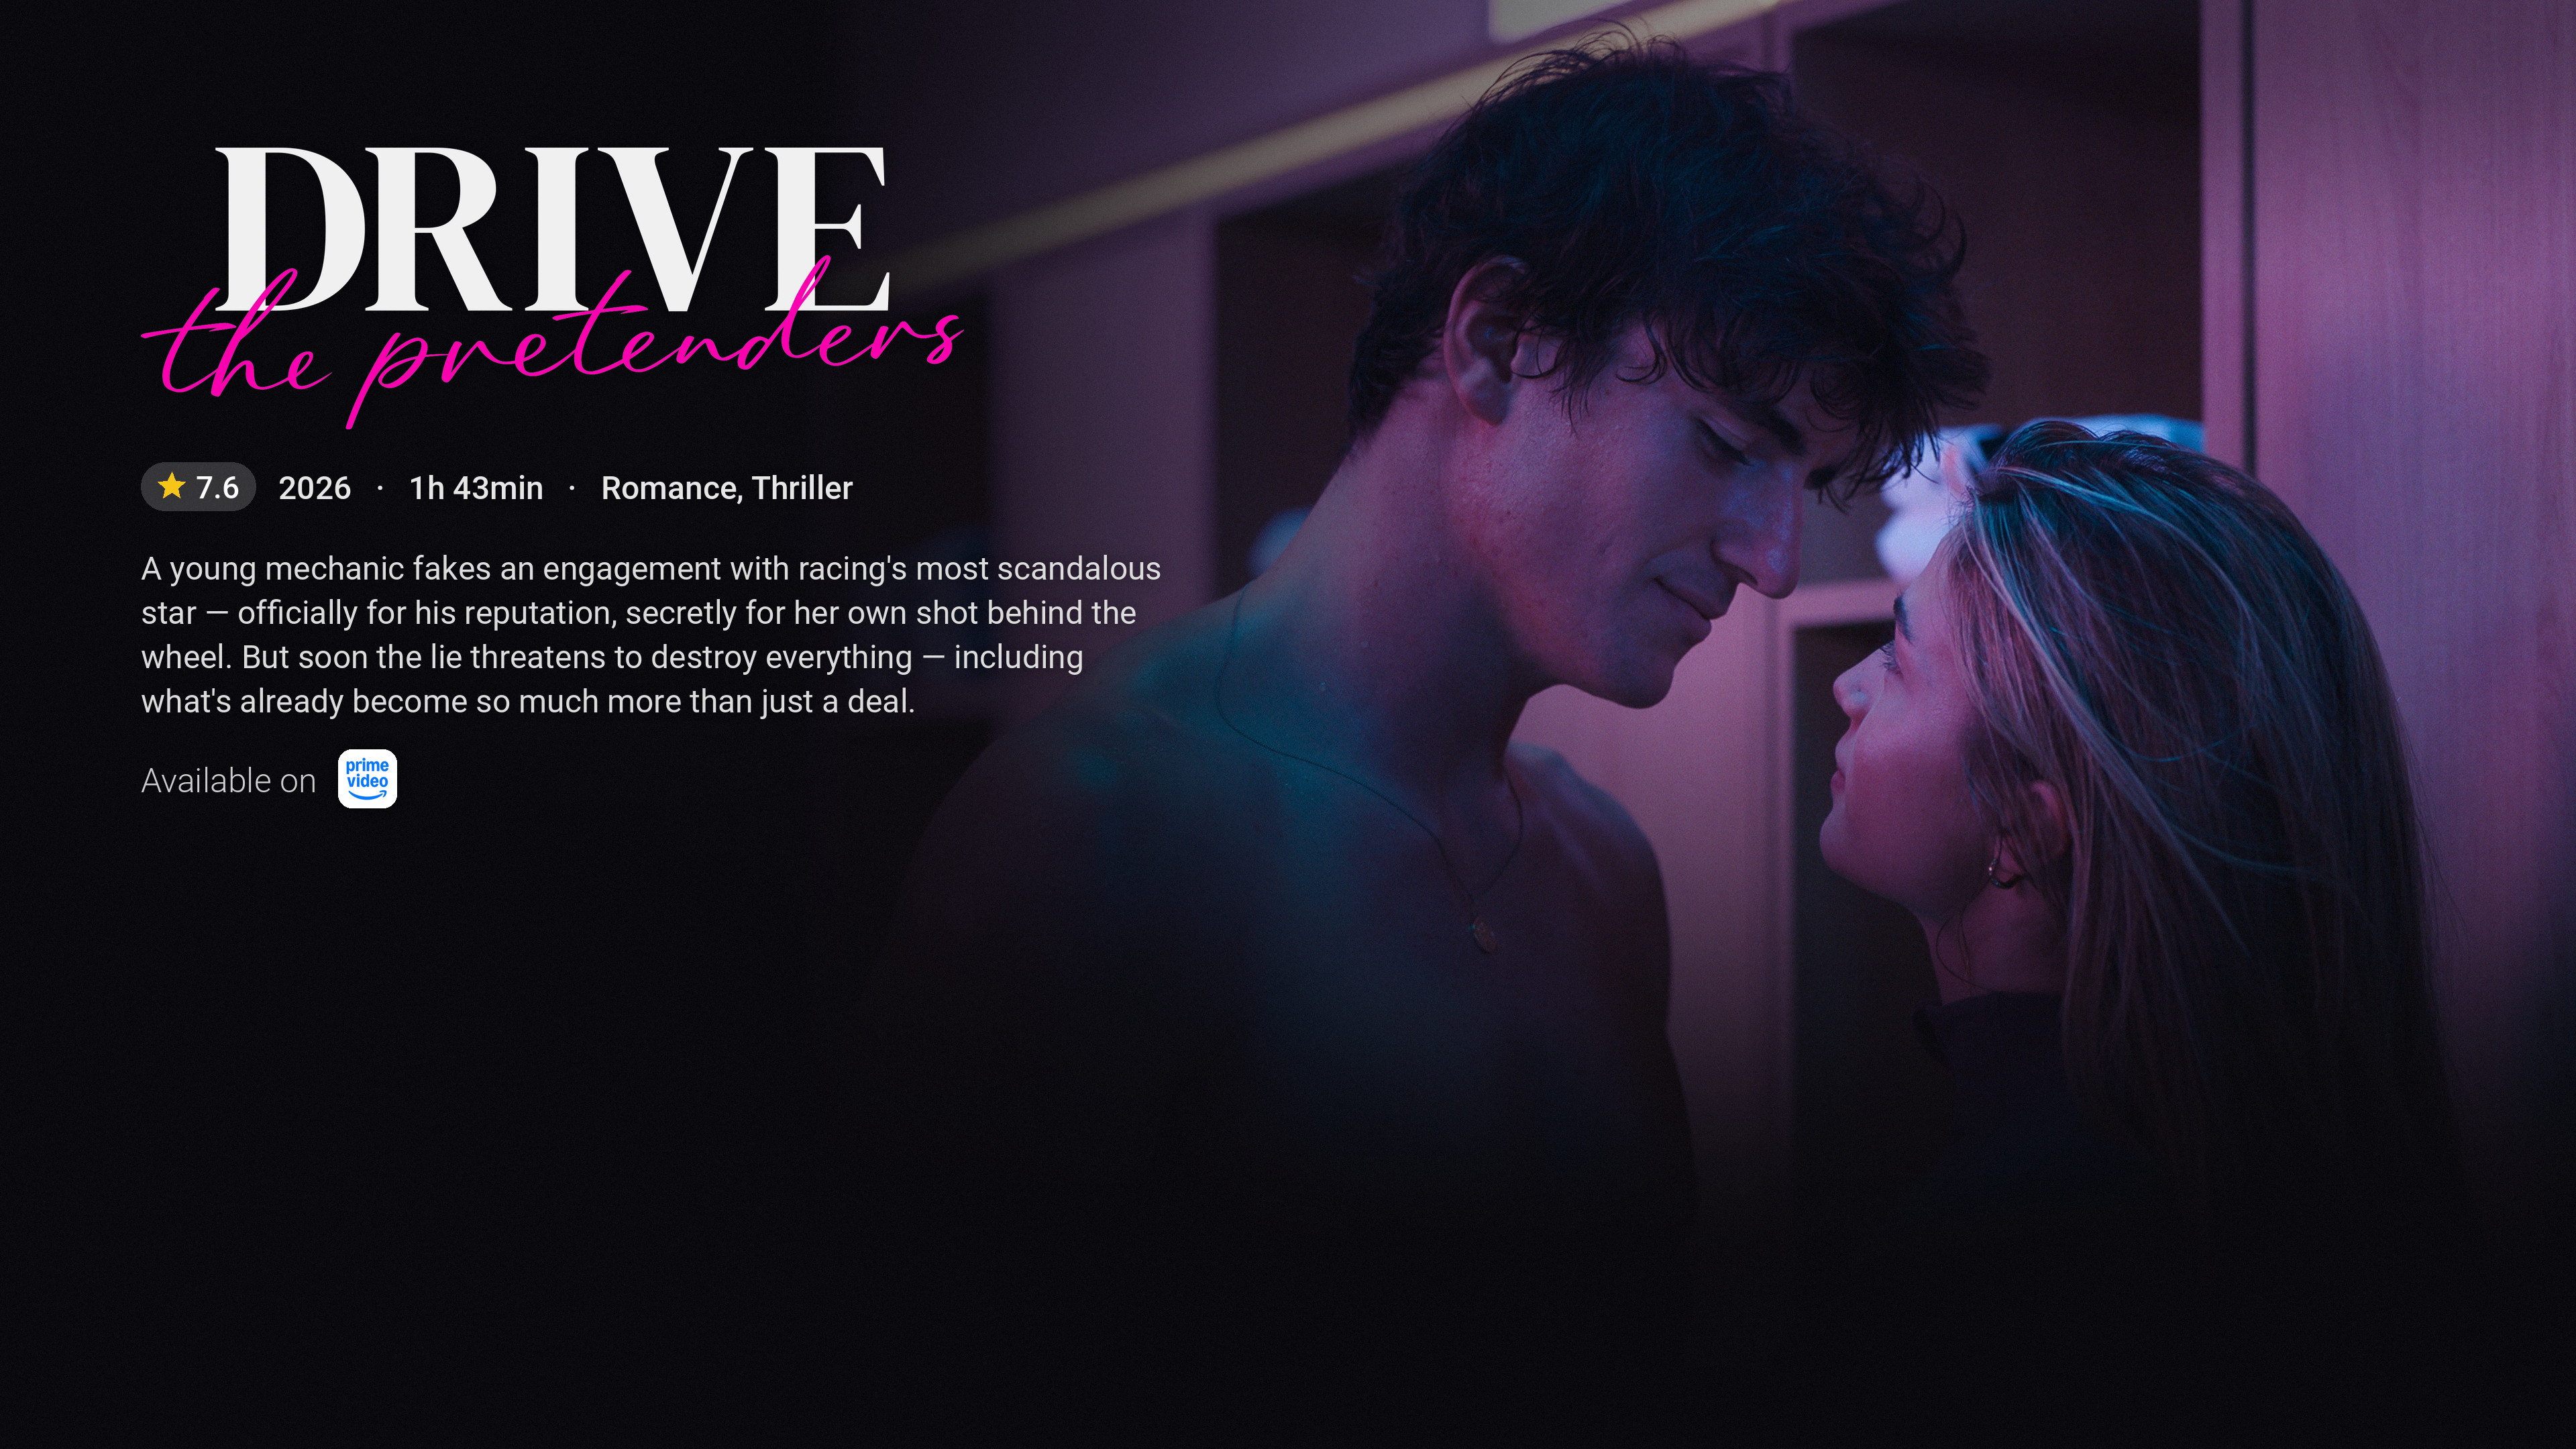 DRIVE
the pretenders
7.6 2026 · 1h 43min · Romance, Thriller
A young mechanic fakes an engagement with racing's most scandalous
star — officially for his reputation, secretly for her own shot behind the
wheel. But soon the lie threatens to destroy everything — including
what's already become so much more than just a deal.
Available on prime video